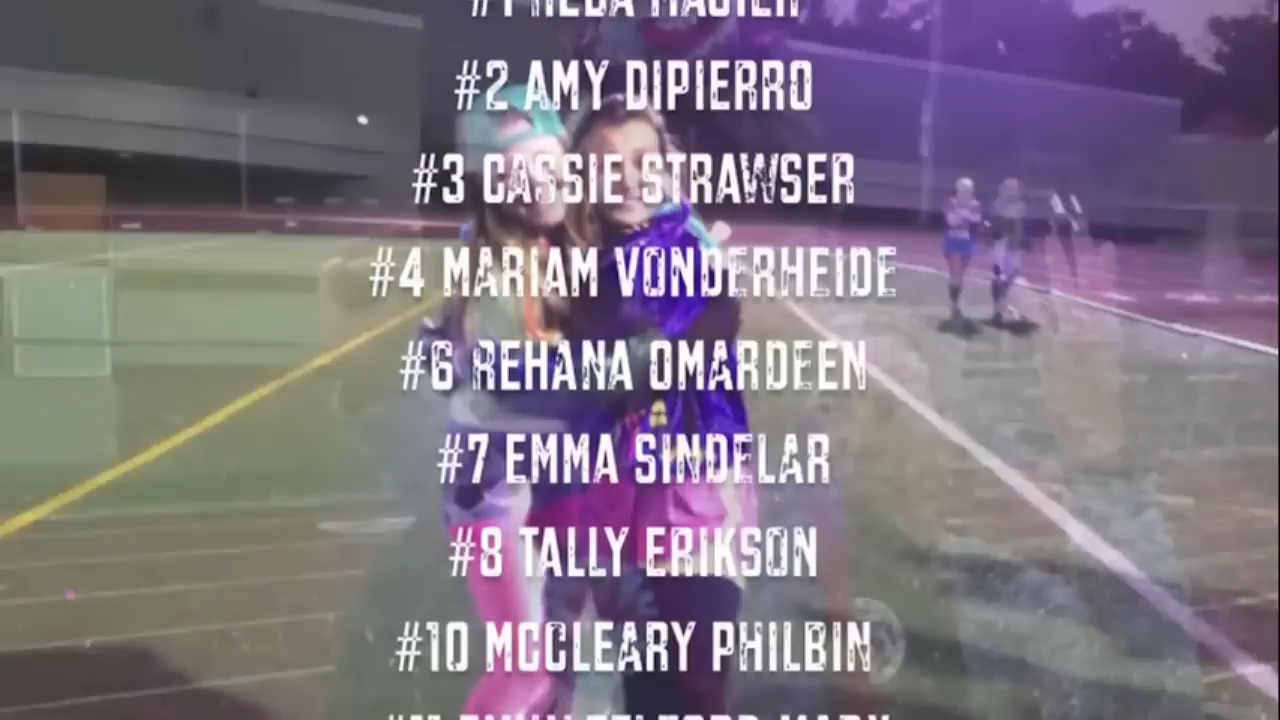 #2 AMY DIPIERRO
#3 CASSIE STRAWSER
#4 MARIAM VONDERHEIDE
#6 REHANA OMARDEEN
#7 EMMA SINDELAR
#8 TALLY ERIKSON
#10 MCCLEARY PHILBIN